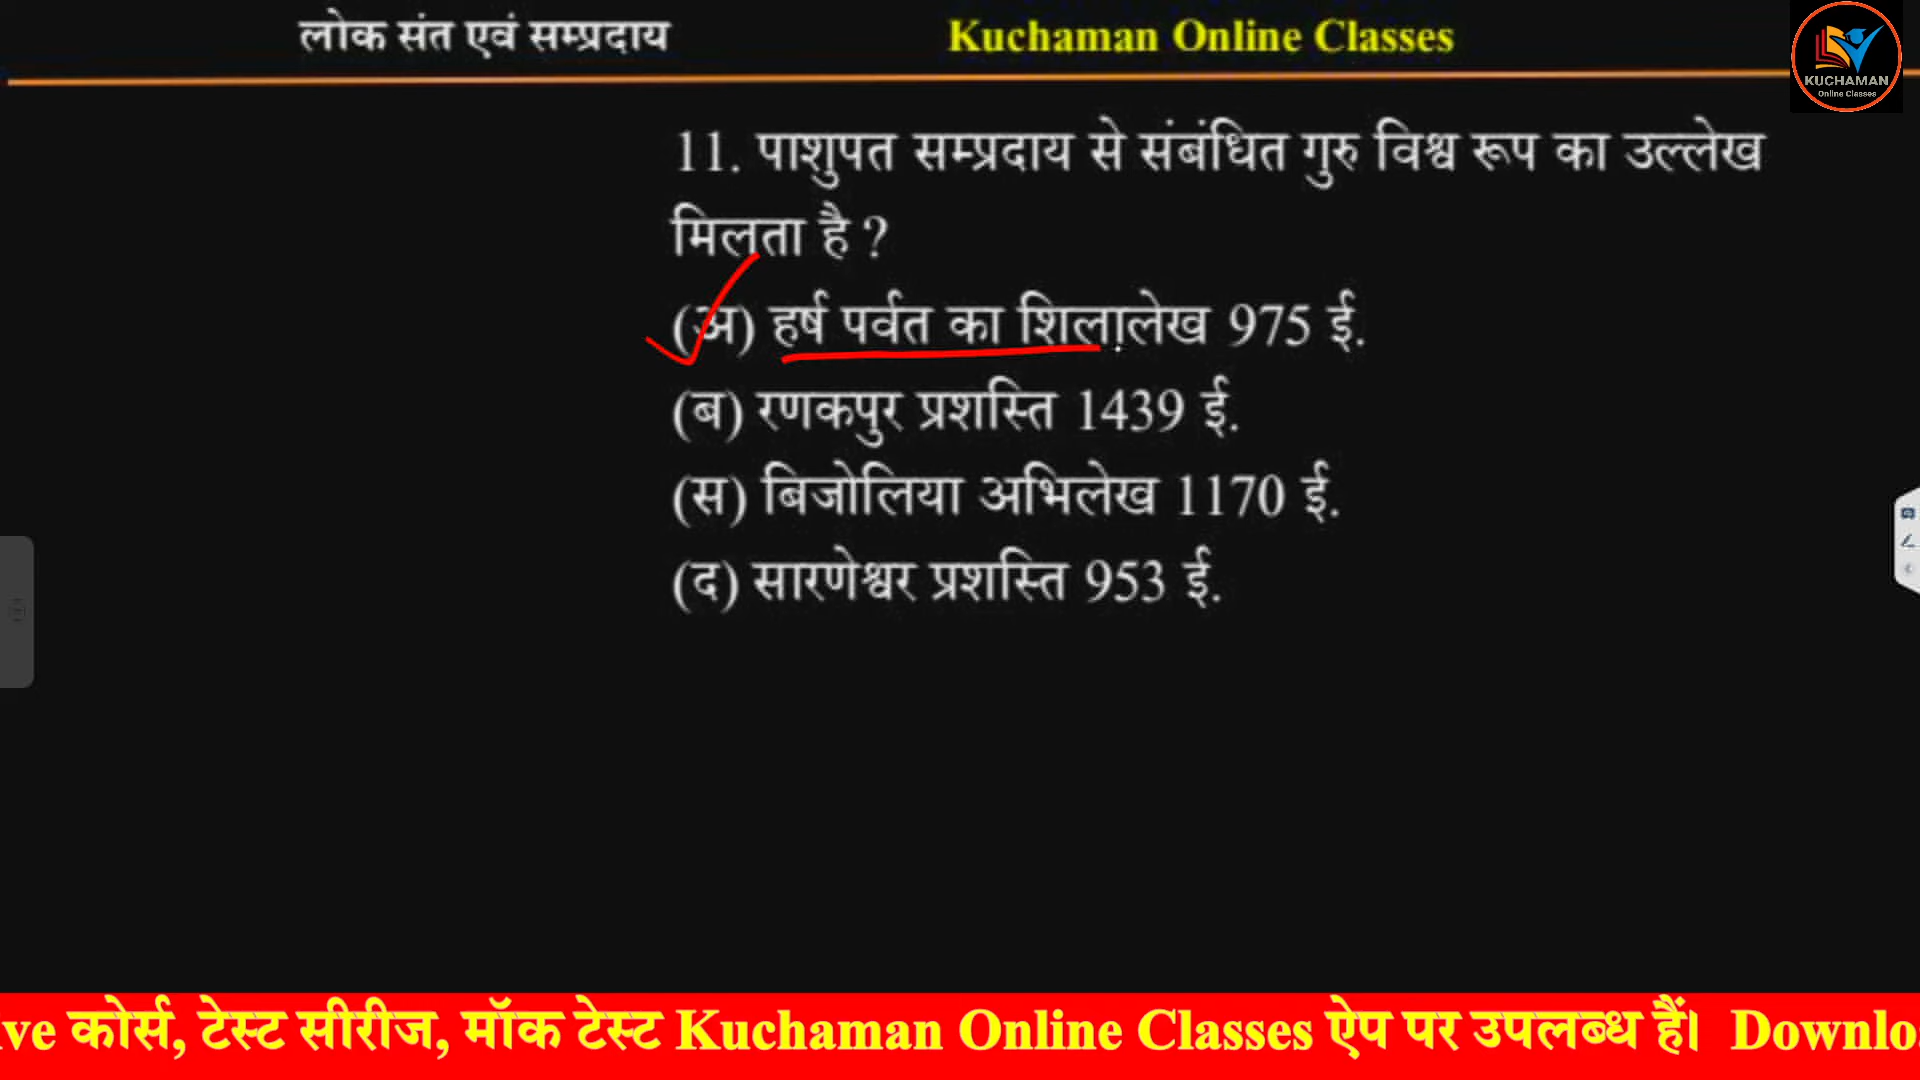 लोक संत एवं सम्प्रदाय
Kuchaman Online Classes
KUCHAMAN
Online Classes
11. पाशुपत सम्प्रदाय से संबंधित गुरु विश्व रूप का उल्लेख
मिलता है ?
(अ) हर्ष पर्वत का शिलालेख 975 ई.
(ब) रणकपुर प्रशस्ति 1439 ई.
(स) बिजोलिया अभिलेख 1170 ई.
(द) सारणेश्वर प्रशस्ति 953 ई.
ve कोर्स, टेस्ट सीरीज, मॉक टेस्ट Kuchaman Online Classes ऐप पर उपलब्ध हैं। Downlo